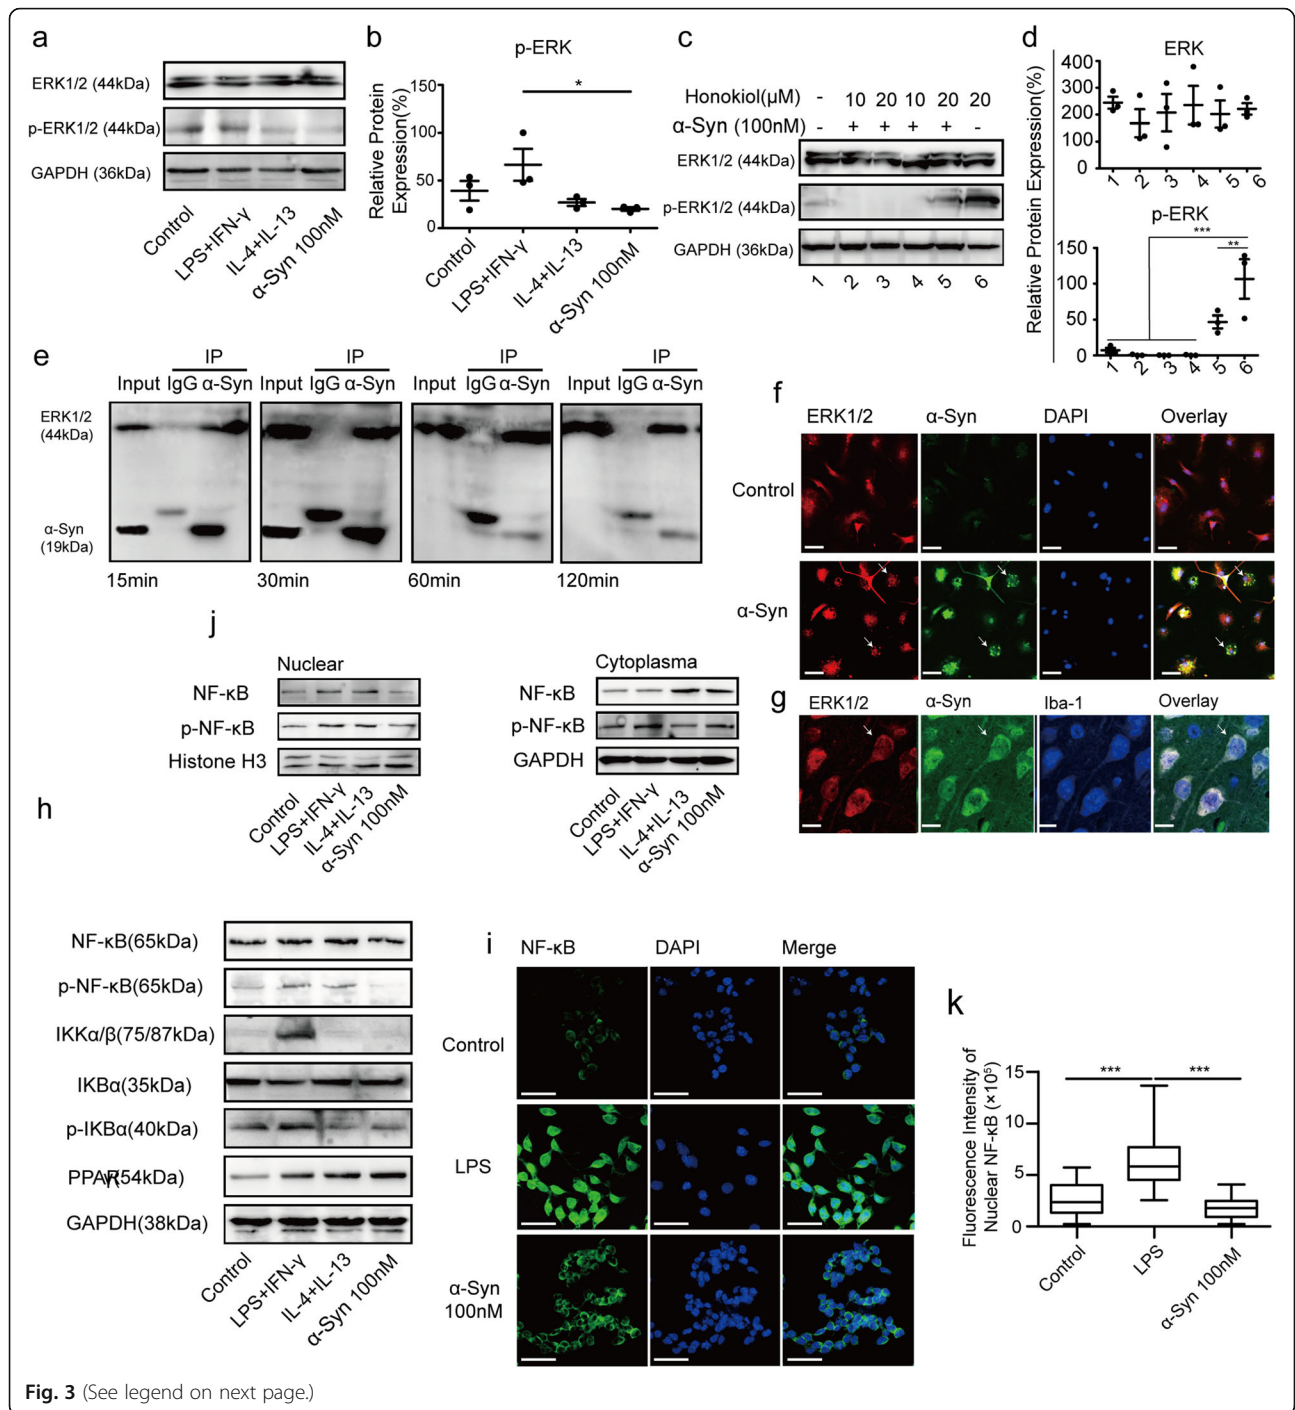 a
ERK1/2 (44kDa)
p-ERK1/2 (44kDa)
GAPDH (36kDa)
Control
LPS+IFN-γ
IL-4+IL-13
α-Syn 100nM
b
p-ERK
Relative Protein
Expression(%)
150
100
50
0
*
Control
LPS+IFN-γ
IL-4+IL-13
α-Syn 100nM
c
Honokiol(μM) - 10 20 10 20 20
α-Syn (100nM) - + + + + -
ERK1/2 (44kDa)
p-ERK1/2 (44kDa)
GAPDH (36kDa)
1 2 3 4 5 6
d
ERK
Relative Protein Expression(%)
400
300
200
100
0
1 2 3 4 5 6
p-ERK
***
**
150
100
50
0
1 2 3 4 5 6
e
IP IP IP IP
Input IgG α-Syn Input IgG α-Syn Input IgG α-Syn Input IgG α-Syn
ERK1/2
(44kDa)
α-Syn
(19kDa)
15min 30min 60min 120min
f
ERK1/2 α-Syn DAPI Overlay
Control
α-Syn
g
ERK1/2 α-Syn Iba-1 Overlay
j
Nuclear
NF-κB
p-NF-κB
Histone H3
Control
LPS+IFN-γ
IL-4+IL-13
α-Syn 100nM
Cytoplasma
NF-κB
p-NF-κB
GAPDH
Control
LPS+IFN-γ
IL-4+IL-13
α-Syn 100nM
h
NF-κB(65kDa)
p-NF-κB(65kDa)
IKKα/β(75/87kDa)
IKBα(35kDa)
p-IKBα(40kDa)
PPARγ(54kDa)
GAPDH(38kDa)
Control
LPS+IFN-γ
IL-4+IL-13
α-Syn 100nM
i
NF-κB DAPI Merge
Control
LPS
α-Syn
100nM
k
Fluorescence Intensity of
Nuclear NF-κB (×10⁵)
15
10
5
0
*** ***
Control
LPS
α-Syn 100nM
Fig. 3 (See legend on next page.)